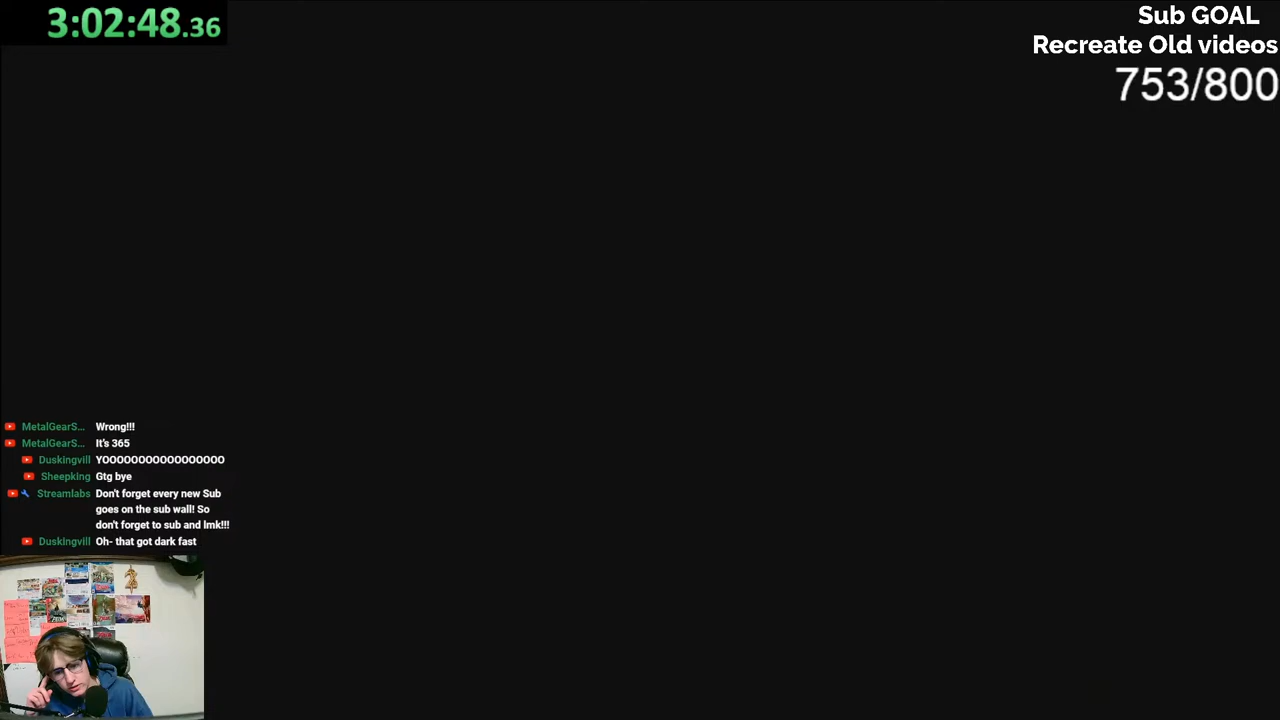 3:02:48.36
Sub GOAL
Recreate Old videos
753/800
MetalGearS... Wrong!!!
MetalGearS... It's 365
Duskingvill YOOOOOOOOOOOOOOOOO
Sheepking Gtg bye
Streamlabs Don't forget every new Sub
goes on the sub wall! So
don't forget to sub and lmk!!!
Duskingvill Oh- that got dark fast